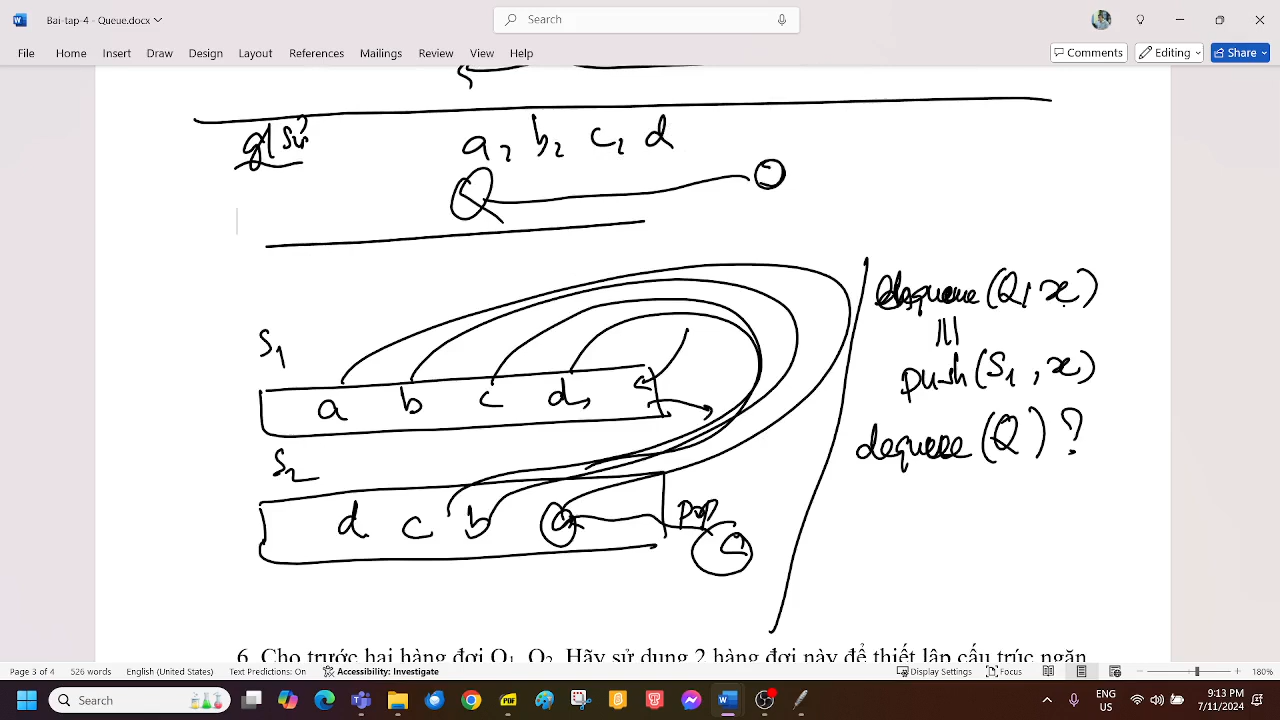 Bai-tap-4 - Queue.docx
Search
File Home Insert Draw Design Layout References Mailings Review View Help
Comments Editing Share
g/sử a, b, c, d
Q
S1
a b c d
S2
d c b a pop a
(Q, x)
|||
push(S1, x)
dequeue(Q)?
6. Cho trước hai hàng đợi Q1, Q2. Hãy sử dụng 2 hàng đợi này để thiết lập cấu trúc ngăn
Page 3 of 4 526 words English (United States) Text Predictions: On Accessibility: Investigate Display Settings Focus 180%
Search PDF ENG 9:13 PM
US 7/11/2024